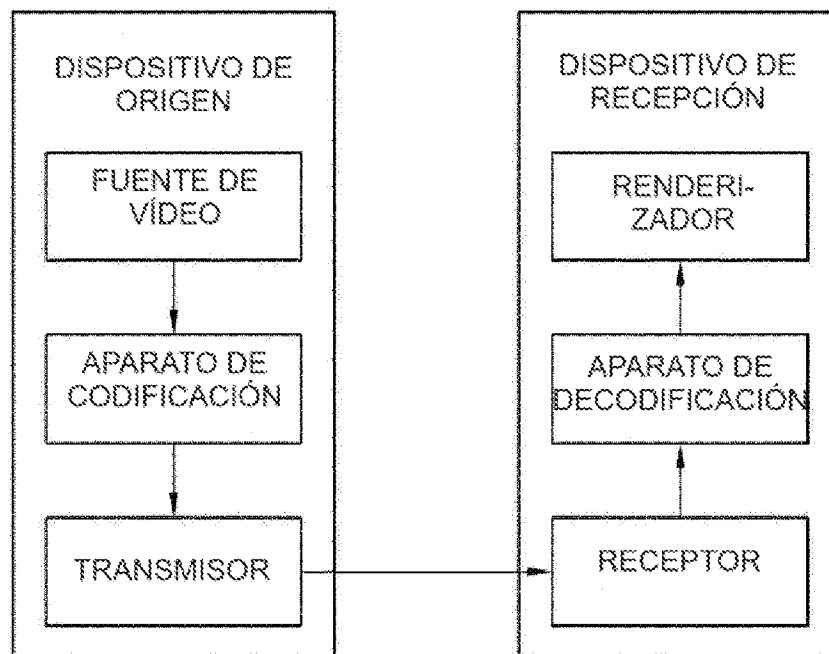 DISPOSITIVO DE
ORIGEN
FUENTE DE
VÍDEO
APARATO DE
CODIFICACIÓN
TRANSMISOR
DISPOSITIVO DE
RECEPCIÓN
RENDERI-
ZADOR
APARATO DE
DECODIFICACIÓN
RECEPTOR